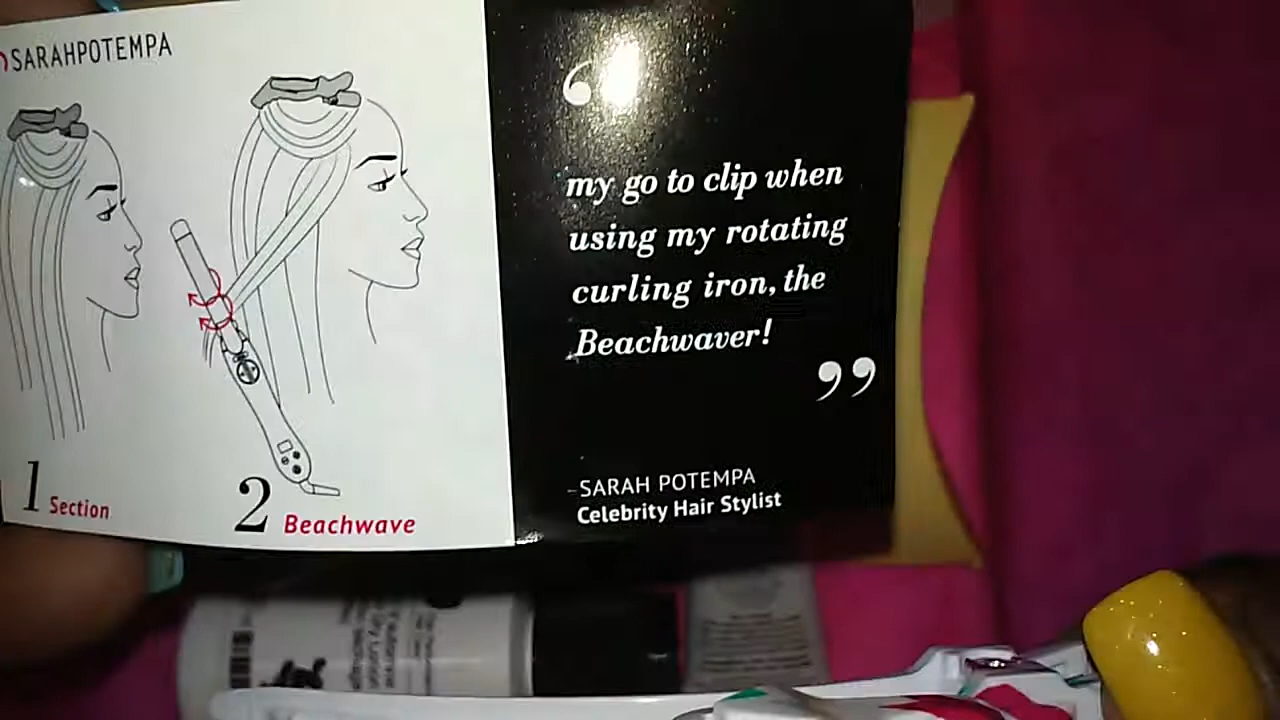 SARAHPOTEMPA
1 Section
2 Beachwave
“
my go to clip when
using my rotating
curling iron, the
Beachwaver!
”
–SARAH POTEMPA
Celebrity Hair Stylist